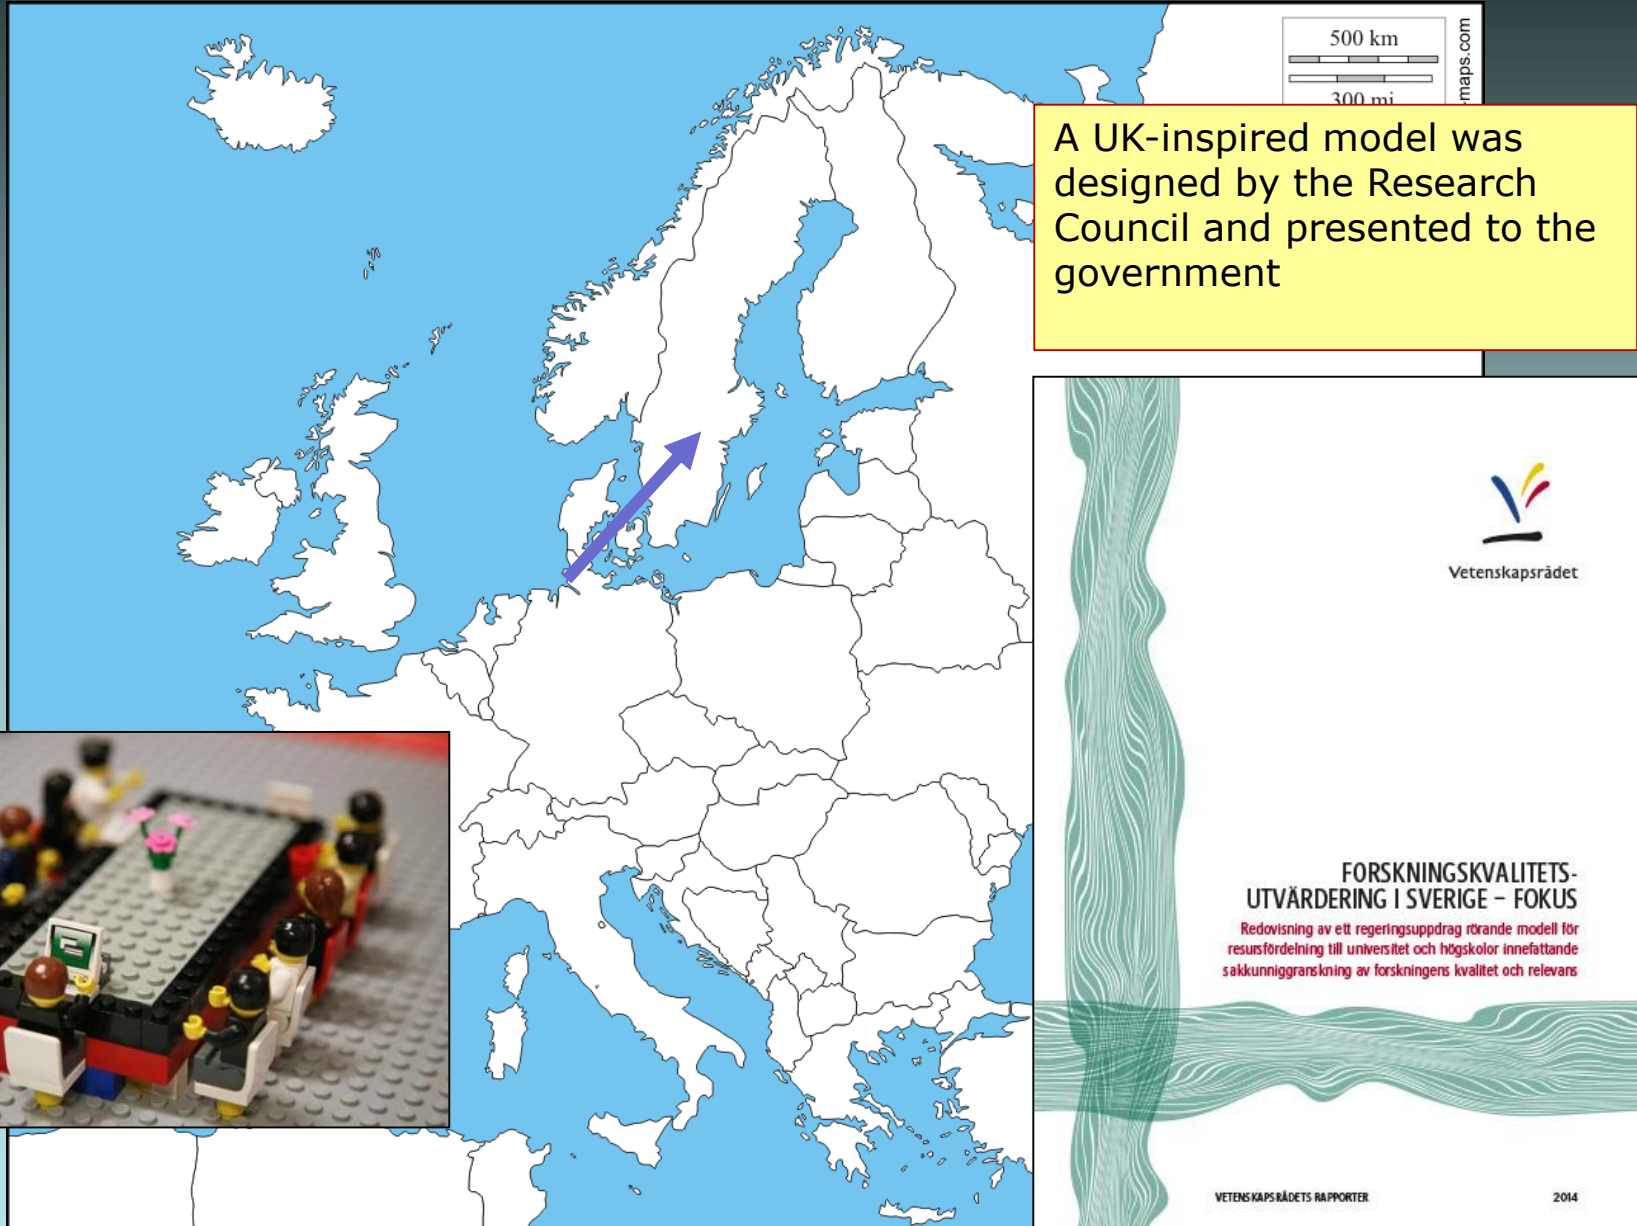 500 km
300 mi
-maps.com
A UK-inspired model was
designed by the Research
Council and presented to the
government
Vetenskapsrådet
FORSKNINGSKVALITETS-
UTVÄRDERING I SVERIGE – FOKUS
Redovisning av ett regeringsuppdrag rörande modell för
resursfördelning till universitet och högskolor innefattande
sakkunniggranskning av forskningens kvalitet och relevans
VETENSKAPSRÅDETS RAPPORTER
2014